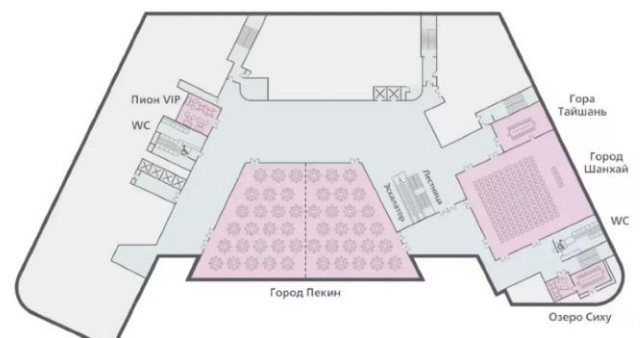 Пион VIP
WC
Эскалатор
Лестница
Гора
Тайшань
Город
Шанхай
WC
Город Пекин
Озеро Сиху